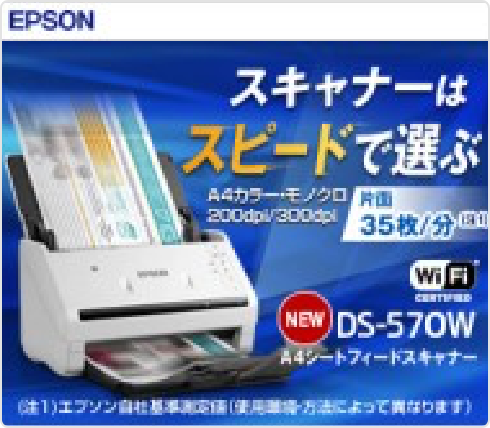 EPSON
スキャナーは
スピードで選ぶ
A4カラー・モノクロ
200dpi/300dpi
片面
35枚/分 (注1)
EPSON
Wi Fi
CERTIFIED
NEW DS-570W
A4シートフィードスキャナー
(注1)エプソン自社基準測定値(使用環境・方法によって異なります)